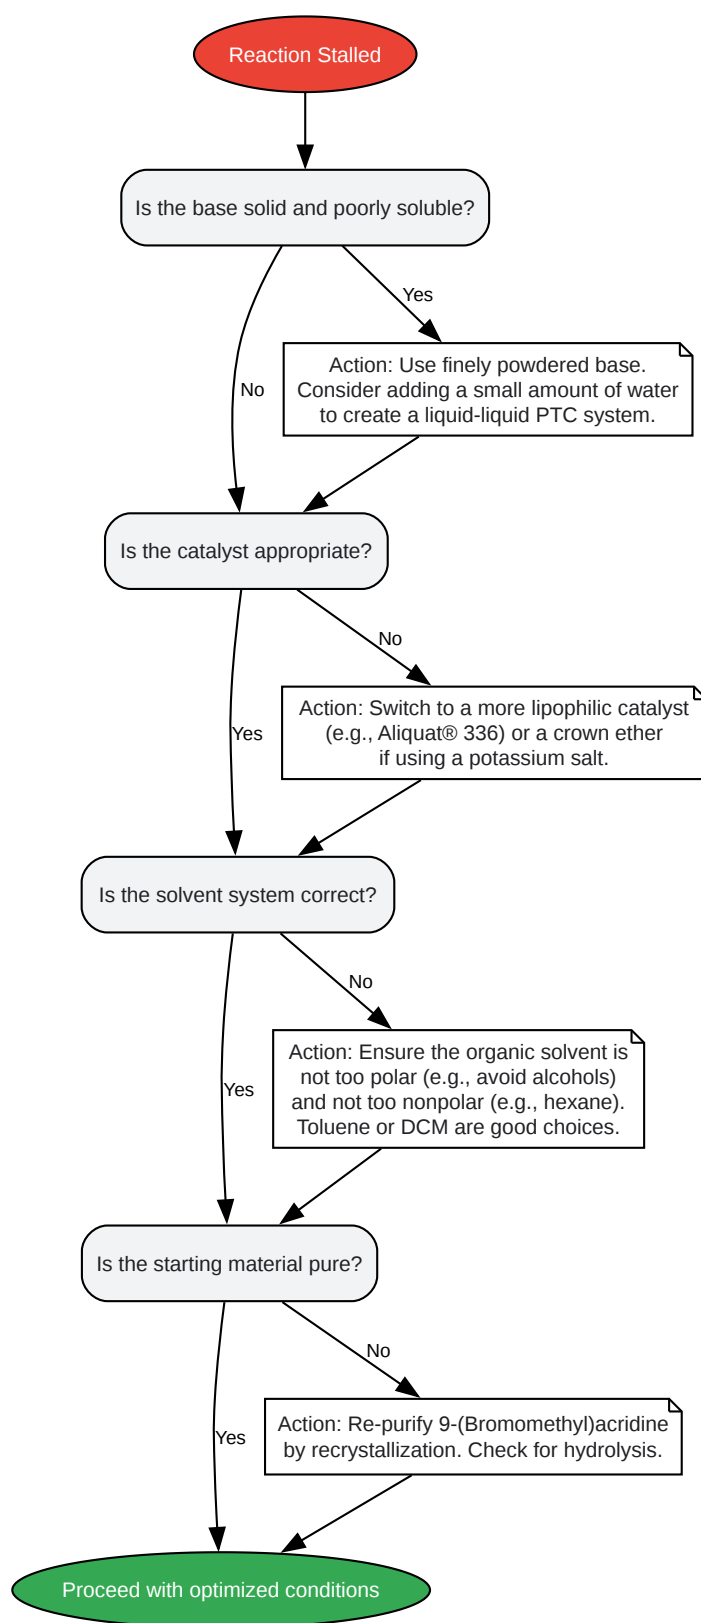 Reaction Stalled
Is the base solid and poorly soluble?
Yes
Action: Use finely powdered base.
Consider adding a small amount of water
to create a liquid-liquid PTC system.
No
Is the catalyst appropriate?
No
Action: Switch to a more lipophilic catalyst
(e.g., Aliquat® 336) or a crown ether
if using a potassium salt.
Yes
Is the solvent system correct?
No
Action: Ensure the organic solvent is
not too polar (e.g., avoid alcohols)
and not too nonpolar (e.g., hexane).
Toluene or DCM are good choices.
Yes
Is the starting material pure?
No
Action: Re-purify 9-(Bromomethyl)acridine
by recrystallization. Check for hydrolysis.
Yes
Proceed with optimized conditions